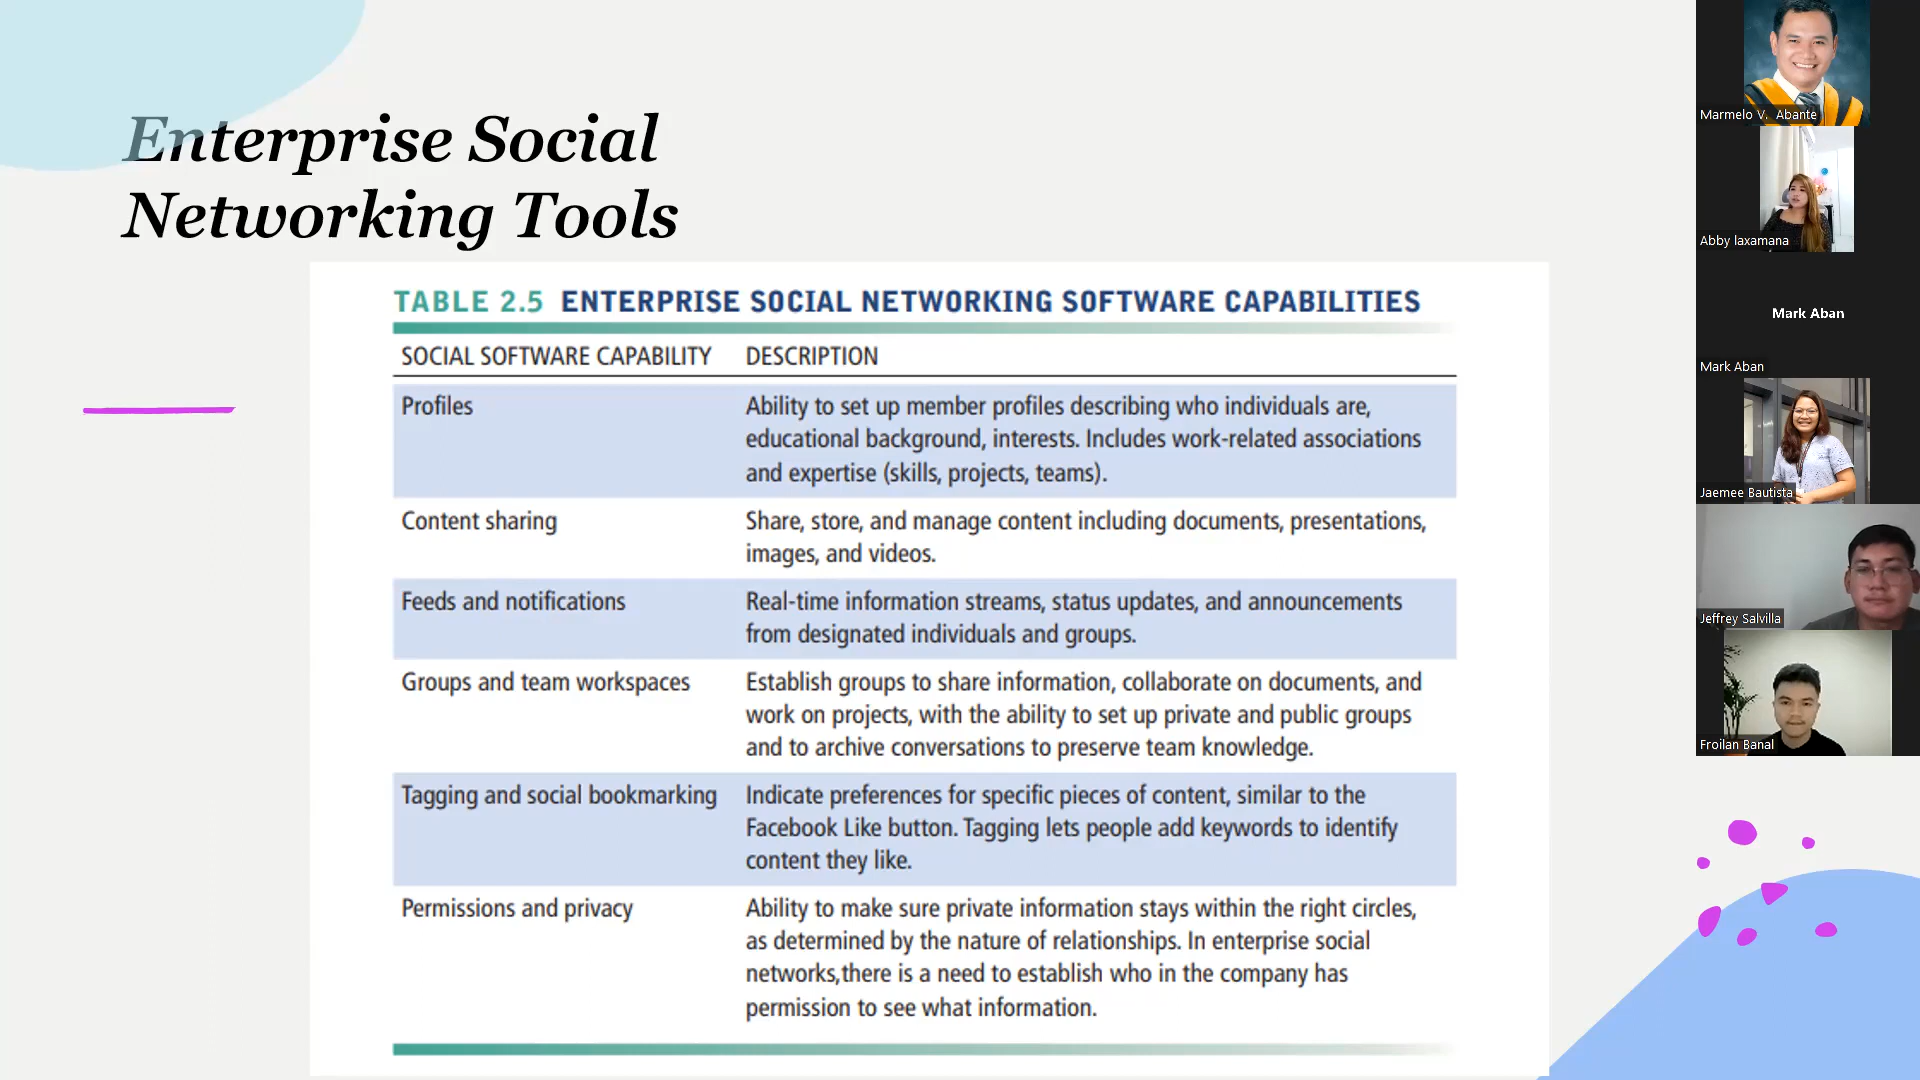 Enterprise Social
Networking Tools
TABLE 2.5 ENTERPRISE SOCIAL NETWORKING SOFTWARE CAPABILITIES
SOCIAL SOFTWARE CAPABILITY DESCRIPTION
Profiles Ability to set up member profiles describing who individuals are,
educational background, interests. Includes work-related associations
and expertise (skills, projects, teams).
Content sharing Share, store, and manage content including documents, presentations,
images, and videos.
Feeds and notifications Real-time information streams, status updates, and announcements
from designated individuals and groups.
Groups and team workspaces Establish groups to share information, collaborate on documents, and
work on projects, with the ability to set up private and public groups
and to archive conversations to preserve team knowledge.
Tagging and social bookmarking Indicate preferences for specific pieces of content, similar to the
Facebook Like button. Tagging lets people add keywords to identify
content they like.
Permissions and privacy Ability to make sure private information stays within the right circles,
as determined by the nature of relationships. In enterprise social
networks,there is a need to establish who in the company has
permission to see what information.
Marmelo V. Abante
Abby laxamana
Mark Aban
Mark Aban
Jaemee Bautista
Jeffrey Salvilla
Froilan Banal